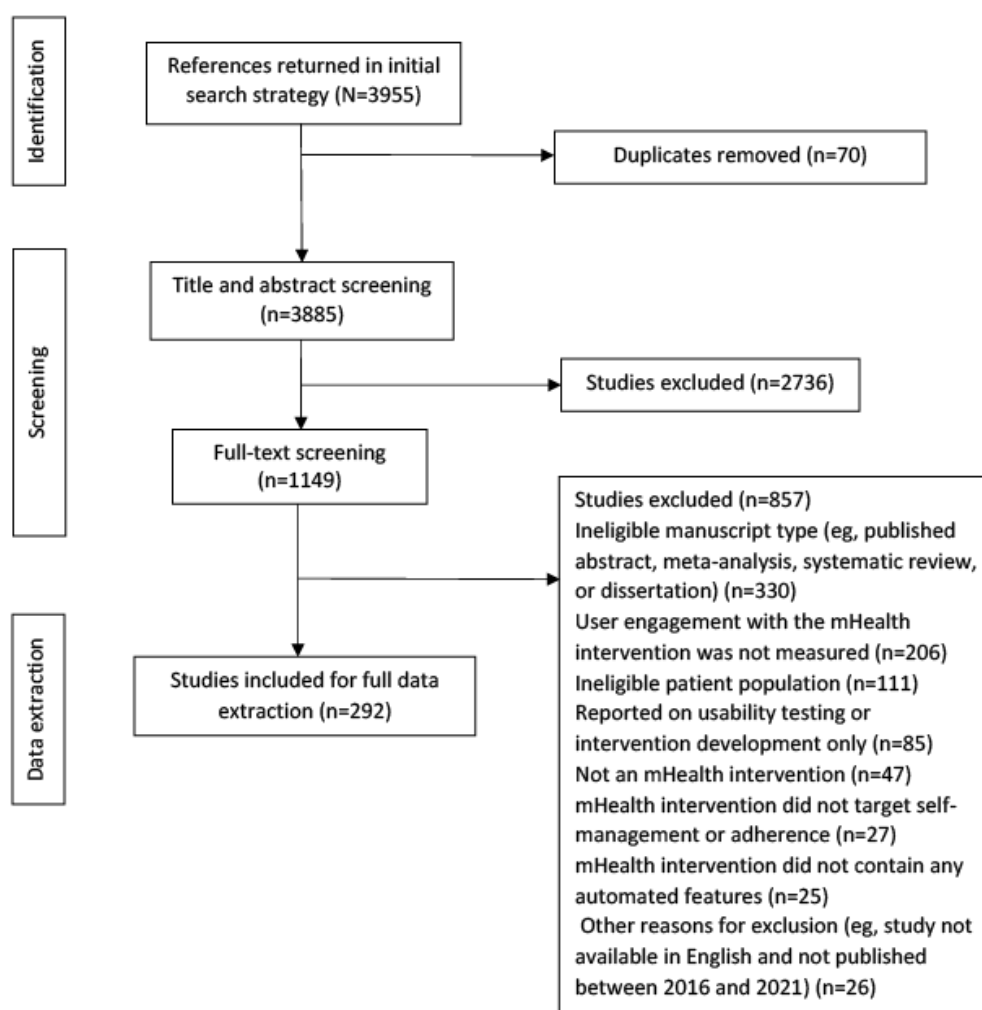 Identification
References returned in initial
search strategy (N=3955)
Duplicates removed (n=70)
Screening
Title and abstract screening
(n=3885)
Studies excluded (n=2736)
Full-text screening
(n=1149)
Studies excluded (n=857)
Ineligible manuscript type (eg, published
abstract, meta-analysis, systematic review,
or dissertation) (n=330)
User engagement with the mHealth
intervention was not measured (n=206)
Ineligible patient population (n=111)
Reported on usability testing or
intervention development only (n=85)
Not an mHealth intervention (n=47)
mHealth intervention did not target self-
management or adherence (n=27)
mHealth intervention did not contain any
automated features (n=25)
Other reasons for exclusion (eg, study not
available in English and not published
between 2016 and 2021) (n=26)
Data extraction
Studies included for full data
extraction (n=292)